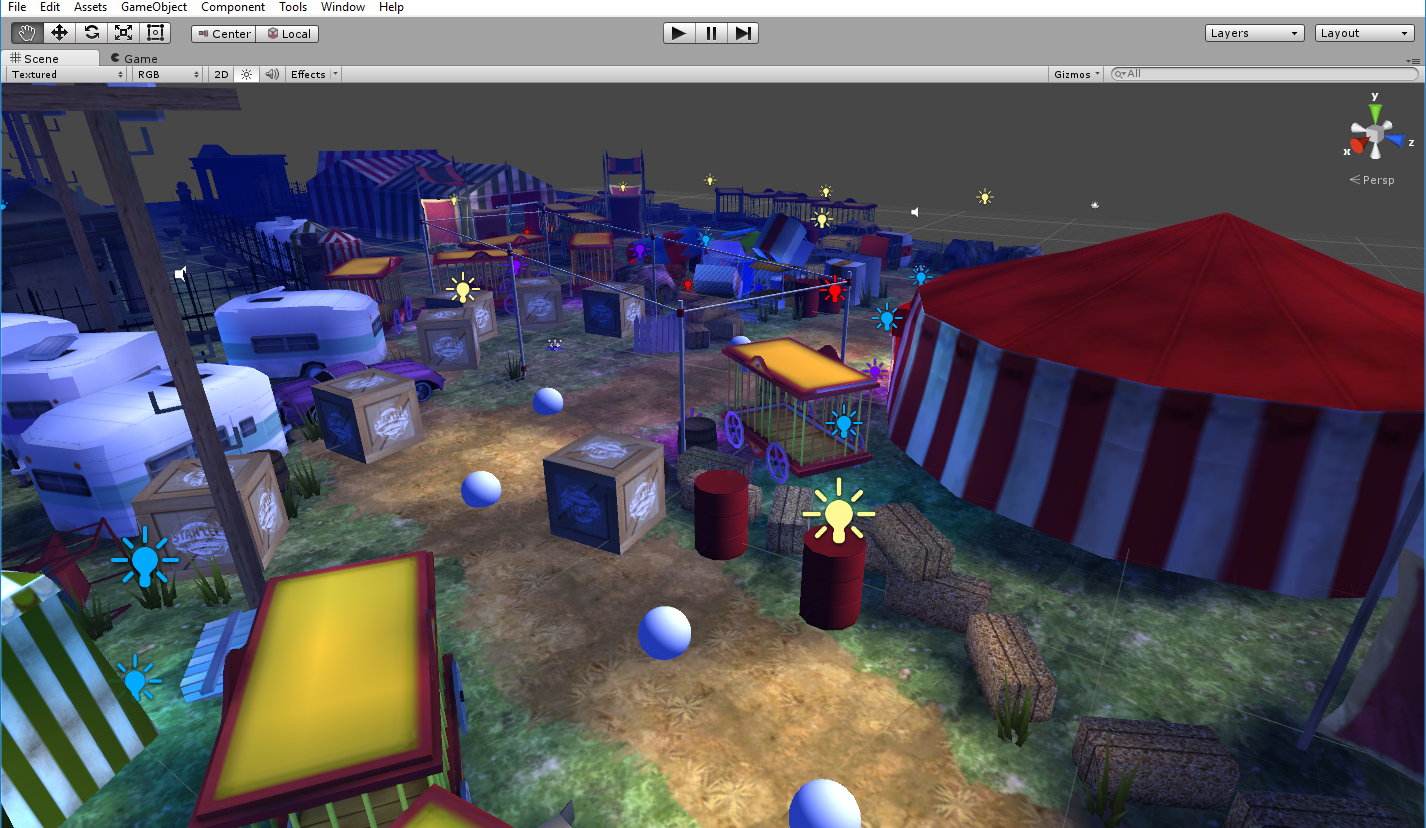 File Edit Assets GameObject Component Tools Window Help
Center Local Layers Layout
Scene Game
Textured RGB 2D Effects Gizmos All
y
x z
Persp